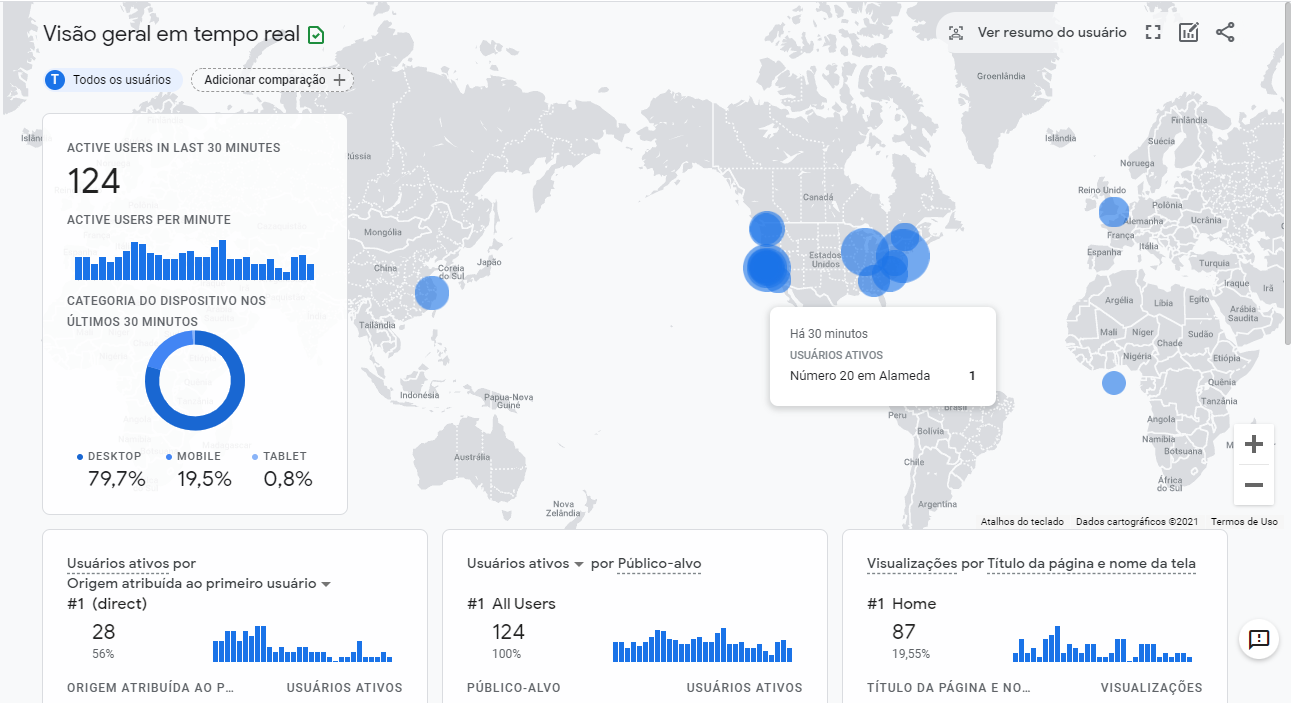 Visão geral em tempo real
Ver resumo do usuário
T Todos os usuários
Adicionar comparação +
ACTIVE USERS IN LAST 30 MINUTES
124
ACTIVE USERS PER MINUTE
CATEGORIA DO DISPOSITIVO NOS
ÚLTIMOS 30 MINUTOS
DESKTOP MOBILE TABLET
79,7% 19,5% 0,8%
Rússia
Mongólia
China
Coreia
do Sul
Japão
Tailândia
Indonésia
Papua-Nova
Guiné
Austrália
Nova
Zelândia
Groenlândia
Canadá
Estados
Unidos
Há 30 minutos
USUÁRIOS ATIVOS
Número 20 em Alameda 1
Brasil
Peru
Bolívia
Chile
Argentina
Islândia
Finlândia
Suécia
Noruega
Reino Unido
Polônia
Alemanha
Ucrânia
França
Itália
Espanha
Turquia
Iraque
Irã
Argélia
Líbia
Egito
Arábia
Saudita
Mali
Níger
Chade
Sudão
Nigéria
Etiópia
Quênia
Tanzânia
Angola
Namíbia
Botsuana
África
do Sul
+
−
Atalhos do teclado Dados cartográficos ©2021 Termos de Uso
Usuários ativos por
Origem atribuída ao primeiro usuário
#1 (direct)
28
56%
ORIGEM ATRIBUÍDA AO P… USUÁRIOS ATIVOS
Usuários ativos por Público-alvo
#1 All Users
124
100%
PÚBLICO-ALVO USUÁRIOS ATIVOS
Visualizações por Título da página e nome da tela
#1 Home
87
19,55%
TÍTULO DA PÁGINA E NO… VISUALIZAÇÕES